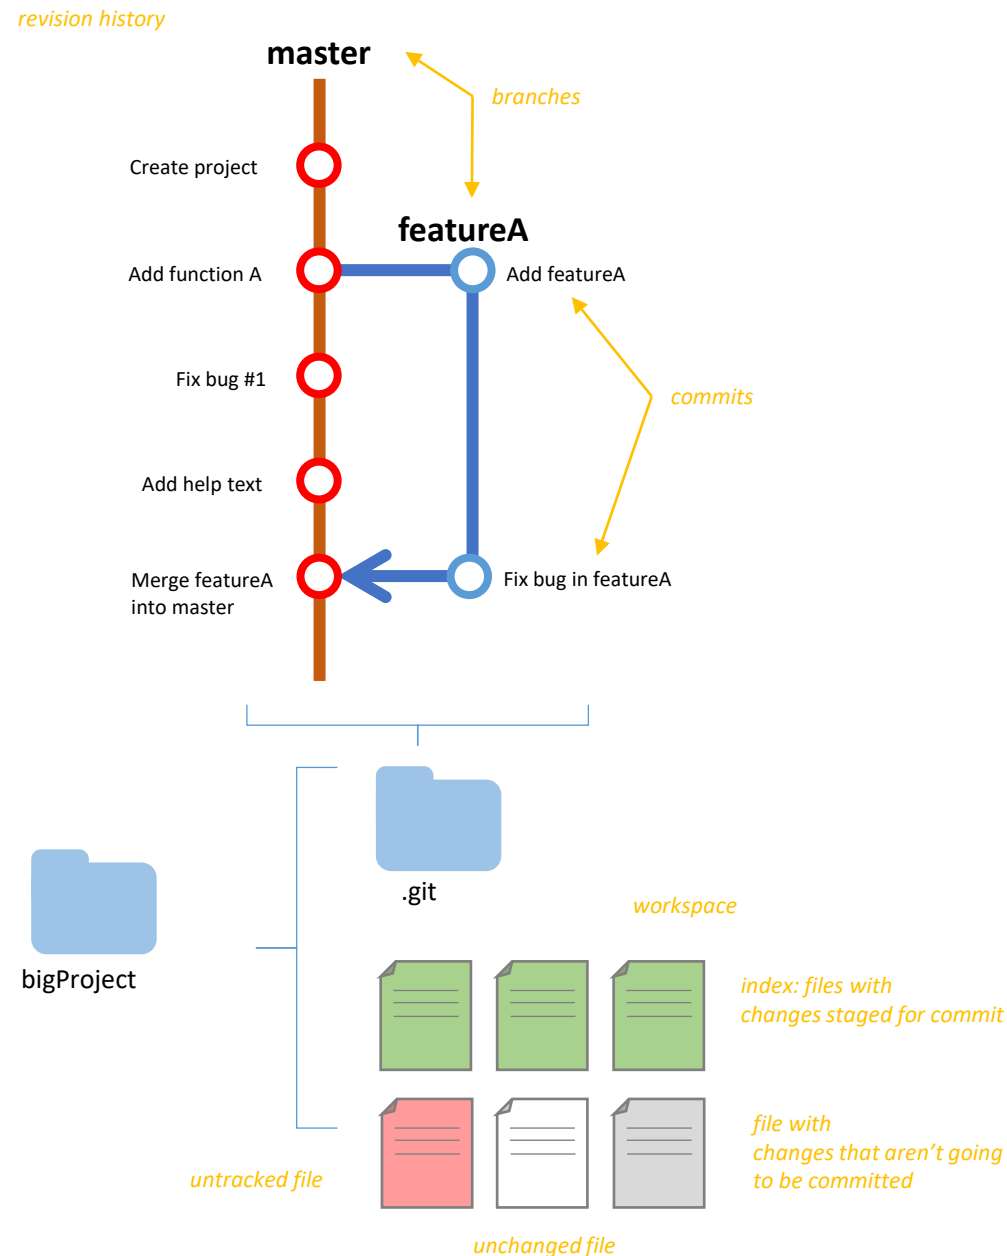 revision history
master
branches
Create project
featureA
Add function A
Add featureA
Fix bug #1
commits
Add help text
Merge featureA
into master
Fix bug in featureA
.git
workspace
bigProject
index: files with
changes staged for commit
file with
changes that aren't going
to be committed
untracked file
unchanged file